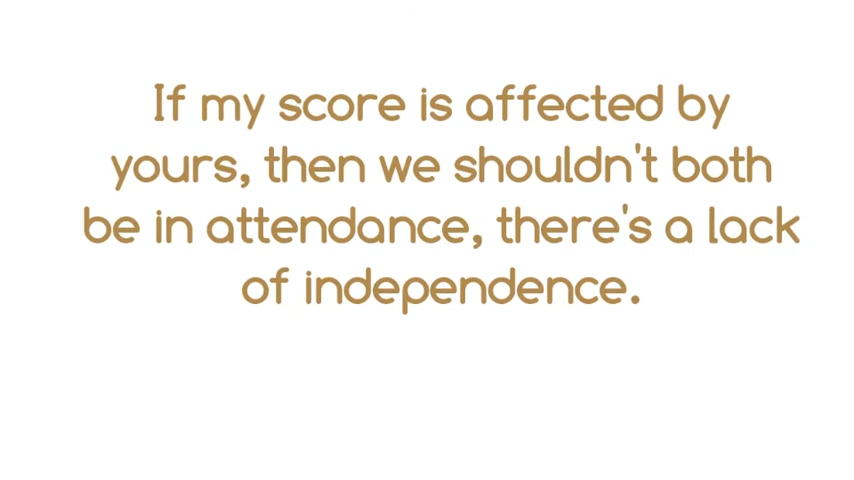 If my score is affected by
yours, then we shouldn't both
be in attendance, there's a lack
of independence.